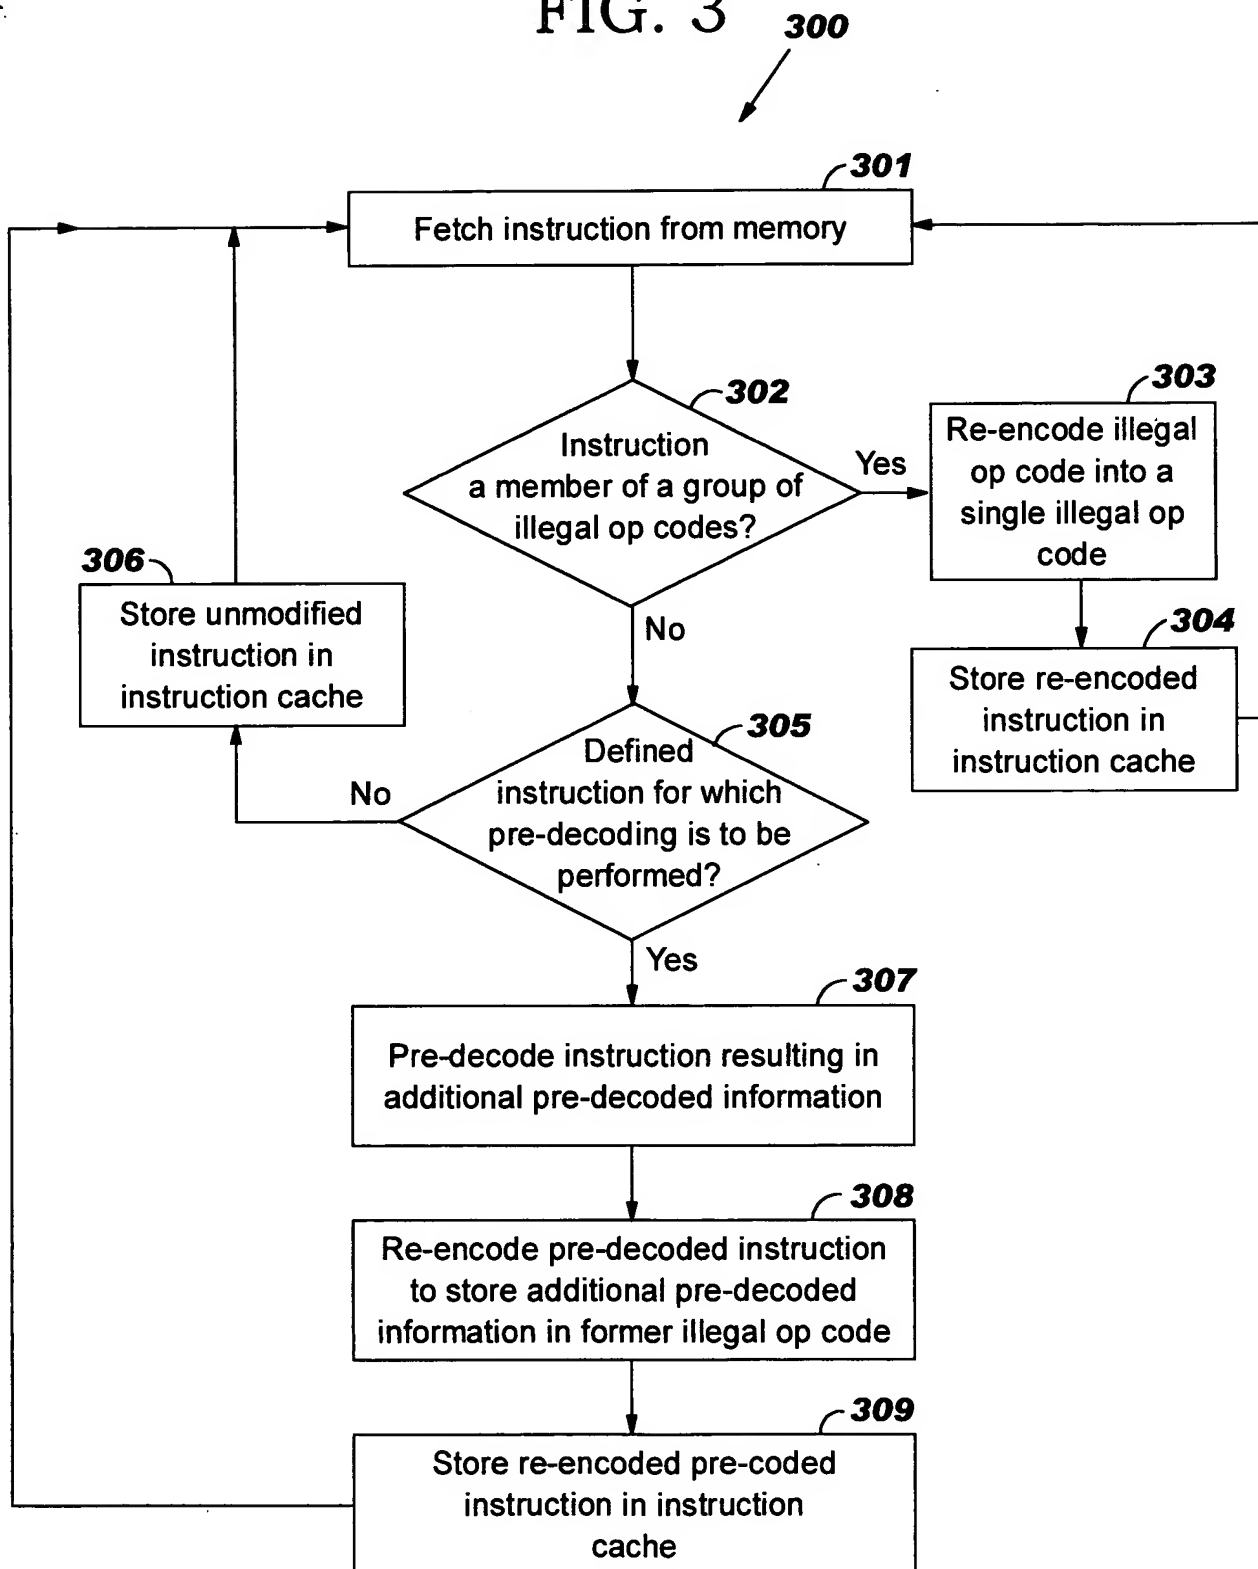 FIG. 3
300
301
Fetch instruction from memory
302
Instruction
a member of a group of
illegal op codes?
Yes
303
Re-encode illegal
op code into a
single illegal op
code
304
Store re-encoded
instruction in
instruction cache
No
305
Defined
instruction for which
pre-decoding is to be
performed?
No
306
Store unmodified
instruction in
instruction cache
Yes
307
Pre-decode instruction resulting in
additional pre-decoded information
308
Re-encode pre-decoded instruction
to store additional pre-decoded
information in former illegal op code
309
Store re-encoded pre-coded
instruction in instruction
cache